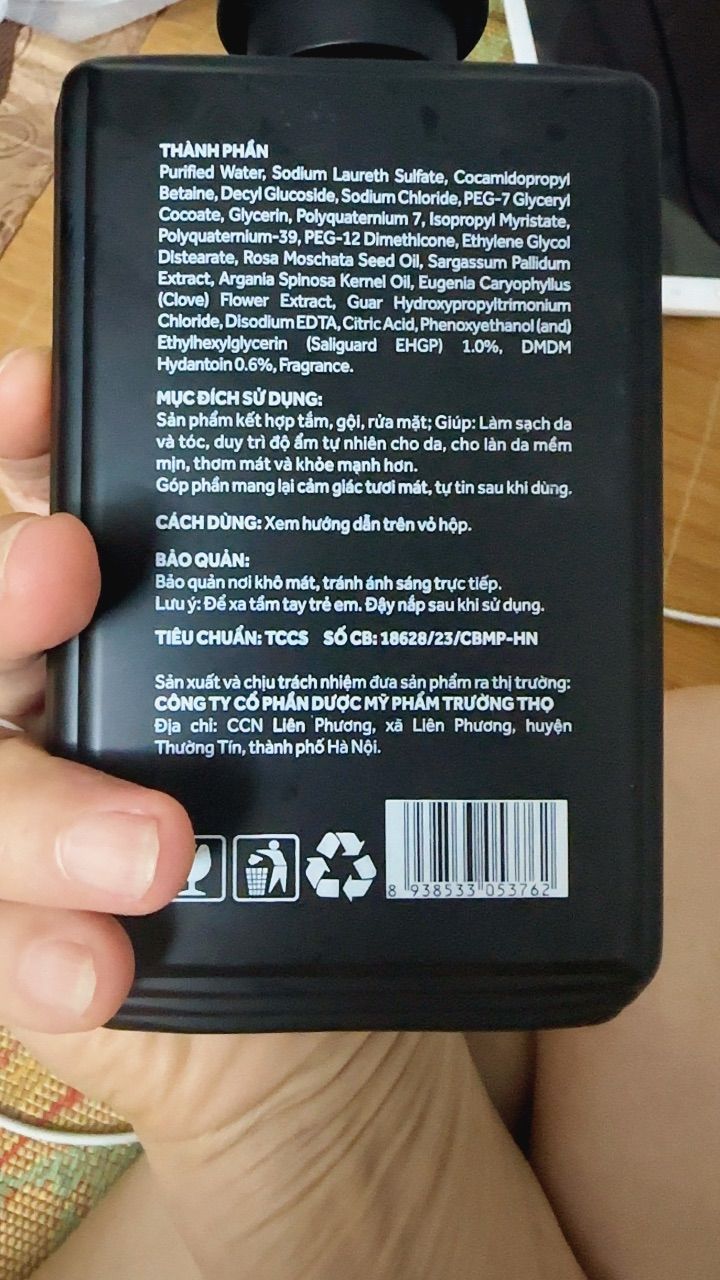 THÀNH PHẦN
Purified Water, Sodium Laureth Sulfate, Cocamidopropyl
Betaine, Decyl Glucoside, Sodium Chloride, PEG-7 Glyceryl
Cocoate, Glycerin, Polyquaternium 7, Isopropyl Myristate,
Polyquaternium-39, PEG-12 Dimethicone, Ethylene Glycol
Distearate, Rosa Moschata Seed Oil, Sargassum Pallidum
Extract, Argania Spinosa Kernel Oil, Eugenia Caryophyllus
(Clove) Flower Extract, Guar Hydroxypropyltrimonium
Chloride, Disodium EDTA, Citric Acid, Phenoxyethanol (and)
Ethylhexylglycerin (Saliguard EHGP) 1.0%, DMDM
Hydantoin 0.6%, Fragrance.
MỤC ĐÍCH SỬ DỤNG:
Sản phẩm kết hợp tắm, gội, rửa mặt; Giúp: Làm sạch da
và tóc, duy trì độ ẩm tự nhiên cho da, cho làn da mềm
mịn, thơm mát và khỏe mạnh hơn.
Góp phần mang lại cảm giác tươi mát, tự tin sau khi dùng.
CÁCH DÙNG: Xem hướng dẫn trên vỏ hộp.
BẢO QUẢN:
Bảo quản nơi khô mát, tránh ánh sáng trực tiếp.
Lưu ý: Để xa tầm tay trẻ em. Đậy nắp sau khi sử dụng.
TIÊU CHUẨN: TCCS SỐ CB: 18628/23/CBMP-HN
Sản xuất và chịu trách nhiệm đưa sản phẩm ra thị trường:
CÔNG TY CỔ PHẦN DƯỢC MỸ PHẨM TRƯỜNG THỌ
Địa chỉ: CCN Liên Phương, xã Liên Phương, huyện
Thường Tín, thành phố Hà Nội.
8 938533 053762